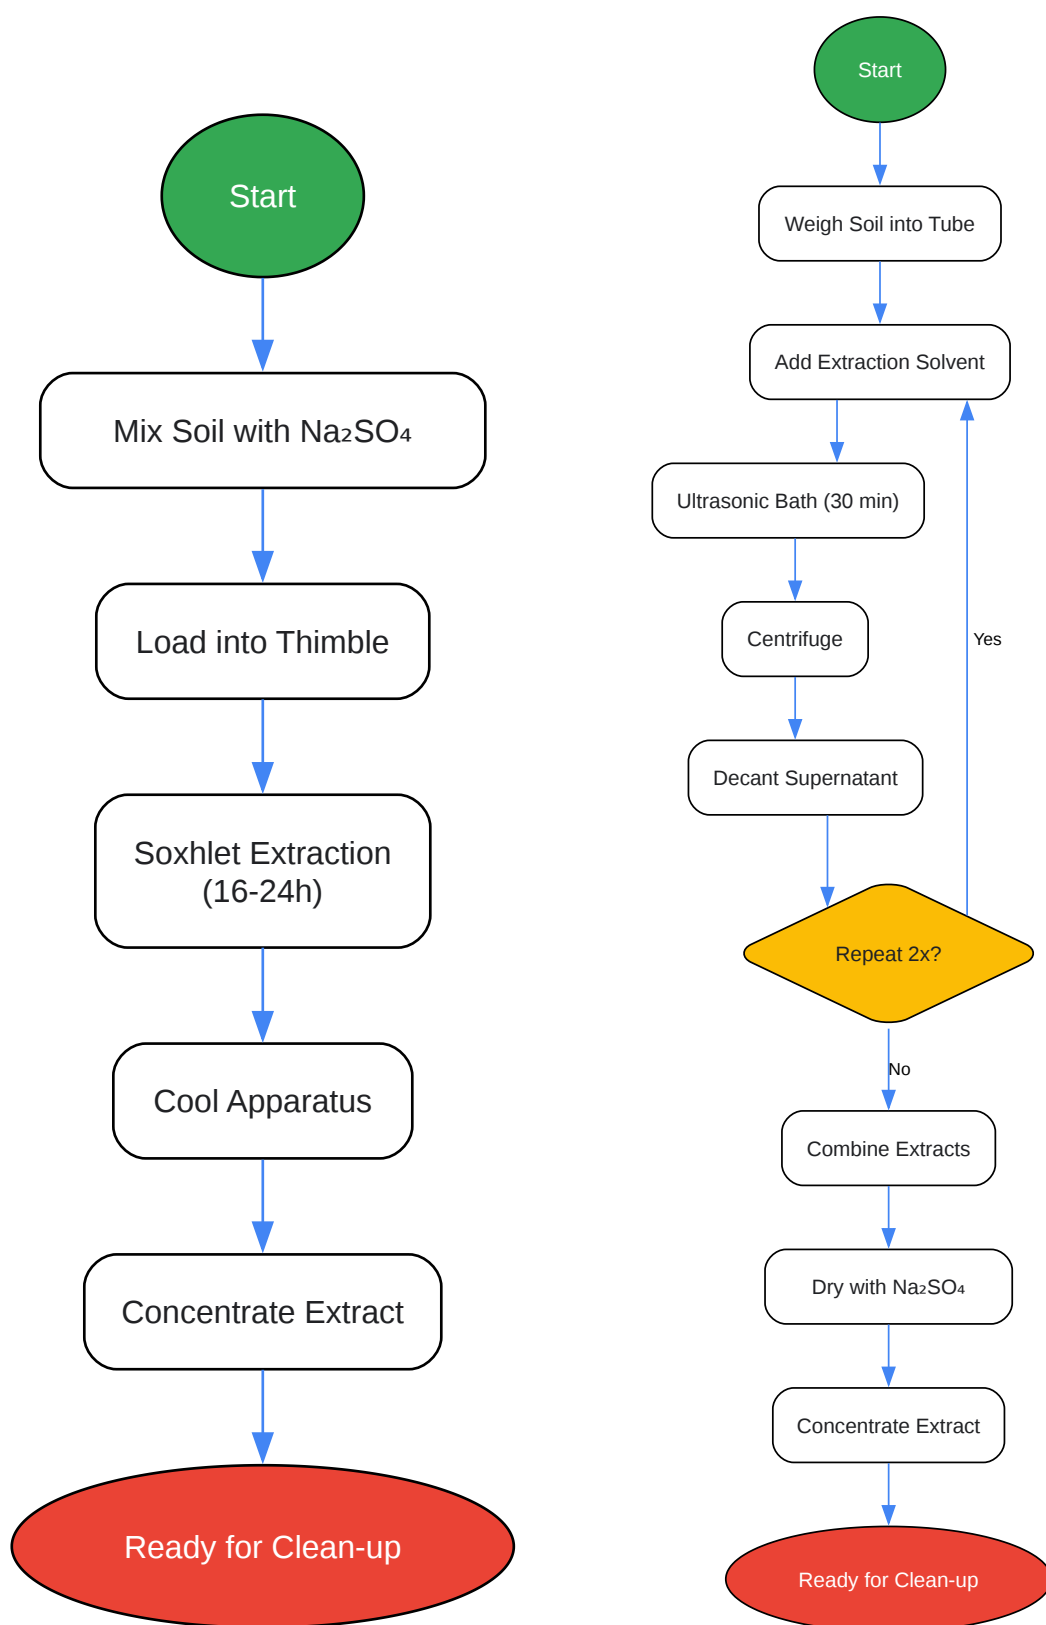 Start
Mix Soil with Na₂SO₄
Load into Thimble
Soxhlet Extraction
(16-24h)
Cool Apparatus
Concentrate Extract
Ready for Clean-up
Start
Weigh Soil into Tube
Add Extraction Solvent
Ultrasonic Bath (30 min)
Centrifuge
Yes
Decant Supernatant
Repeat 2x?
No
Combine Extracts
Dry with Na₂SO₄
Concentrate Extract
Ready for Clean-up